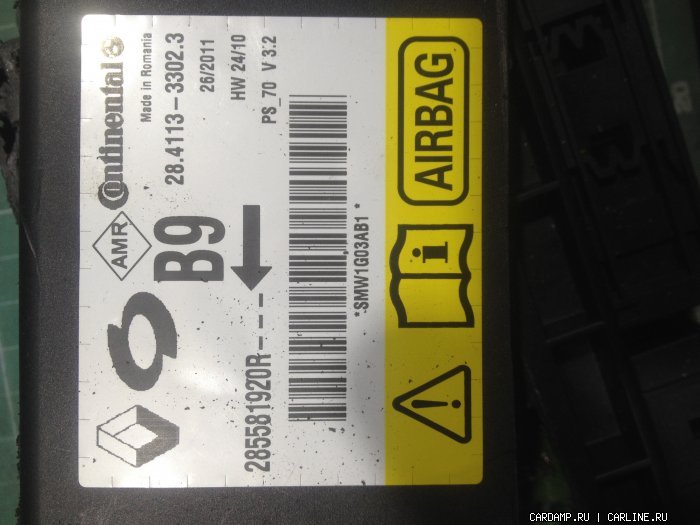 Continental
Made in Romania
28.4113-3302.3
26/2011
HW 24/10
PS_70 V 3.2
AMR
B9
285581920R---
*SMW1G03AB1*
AIRBAG
i
CARDAMP.RU | CARLINE.RU